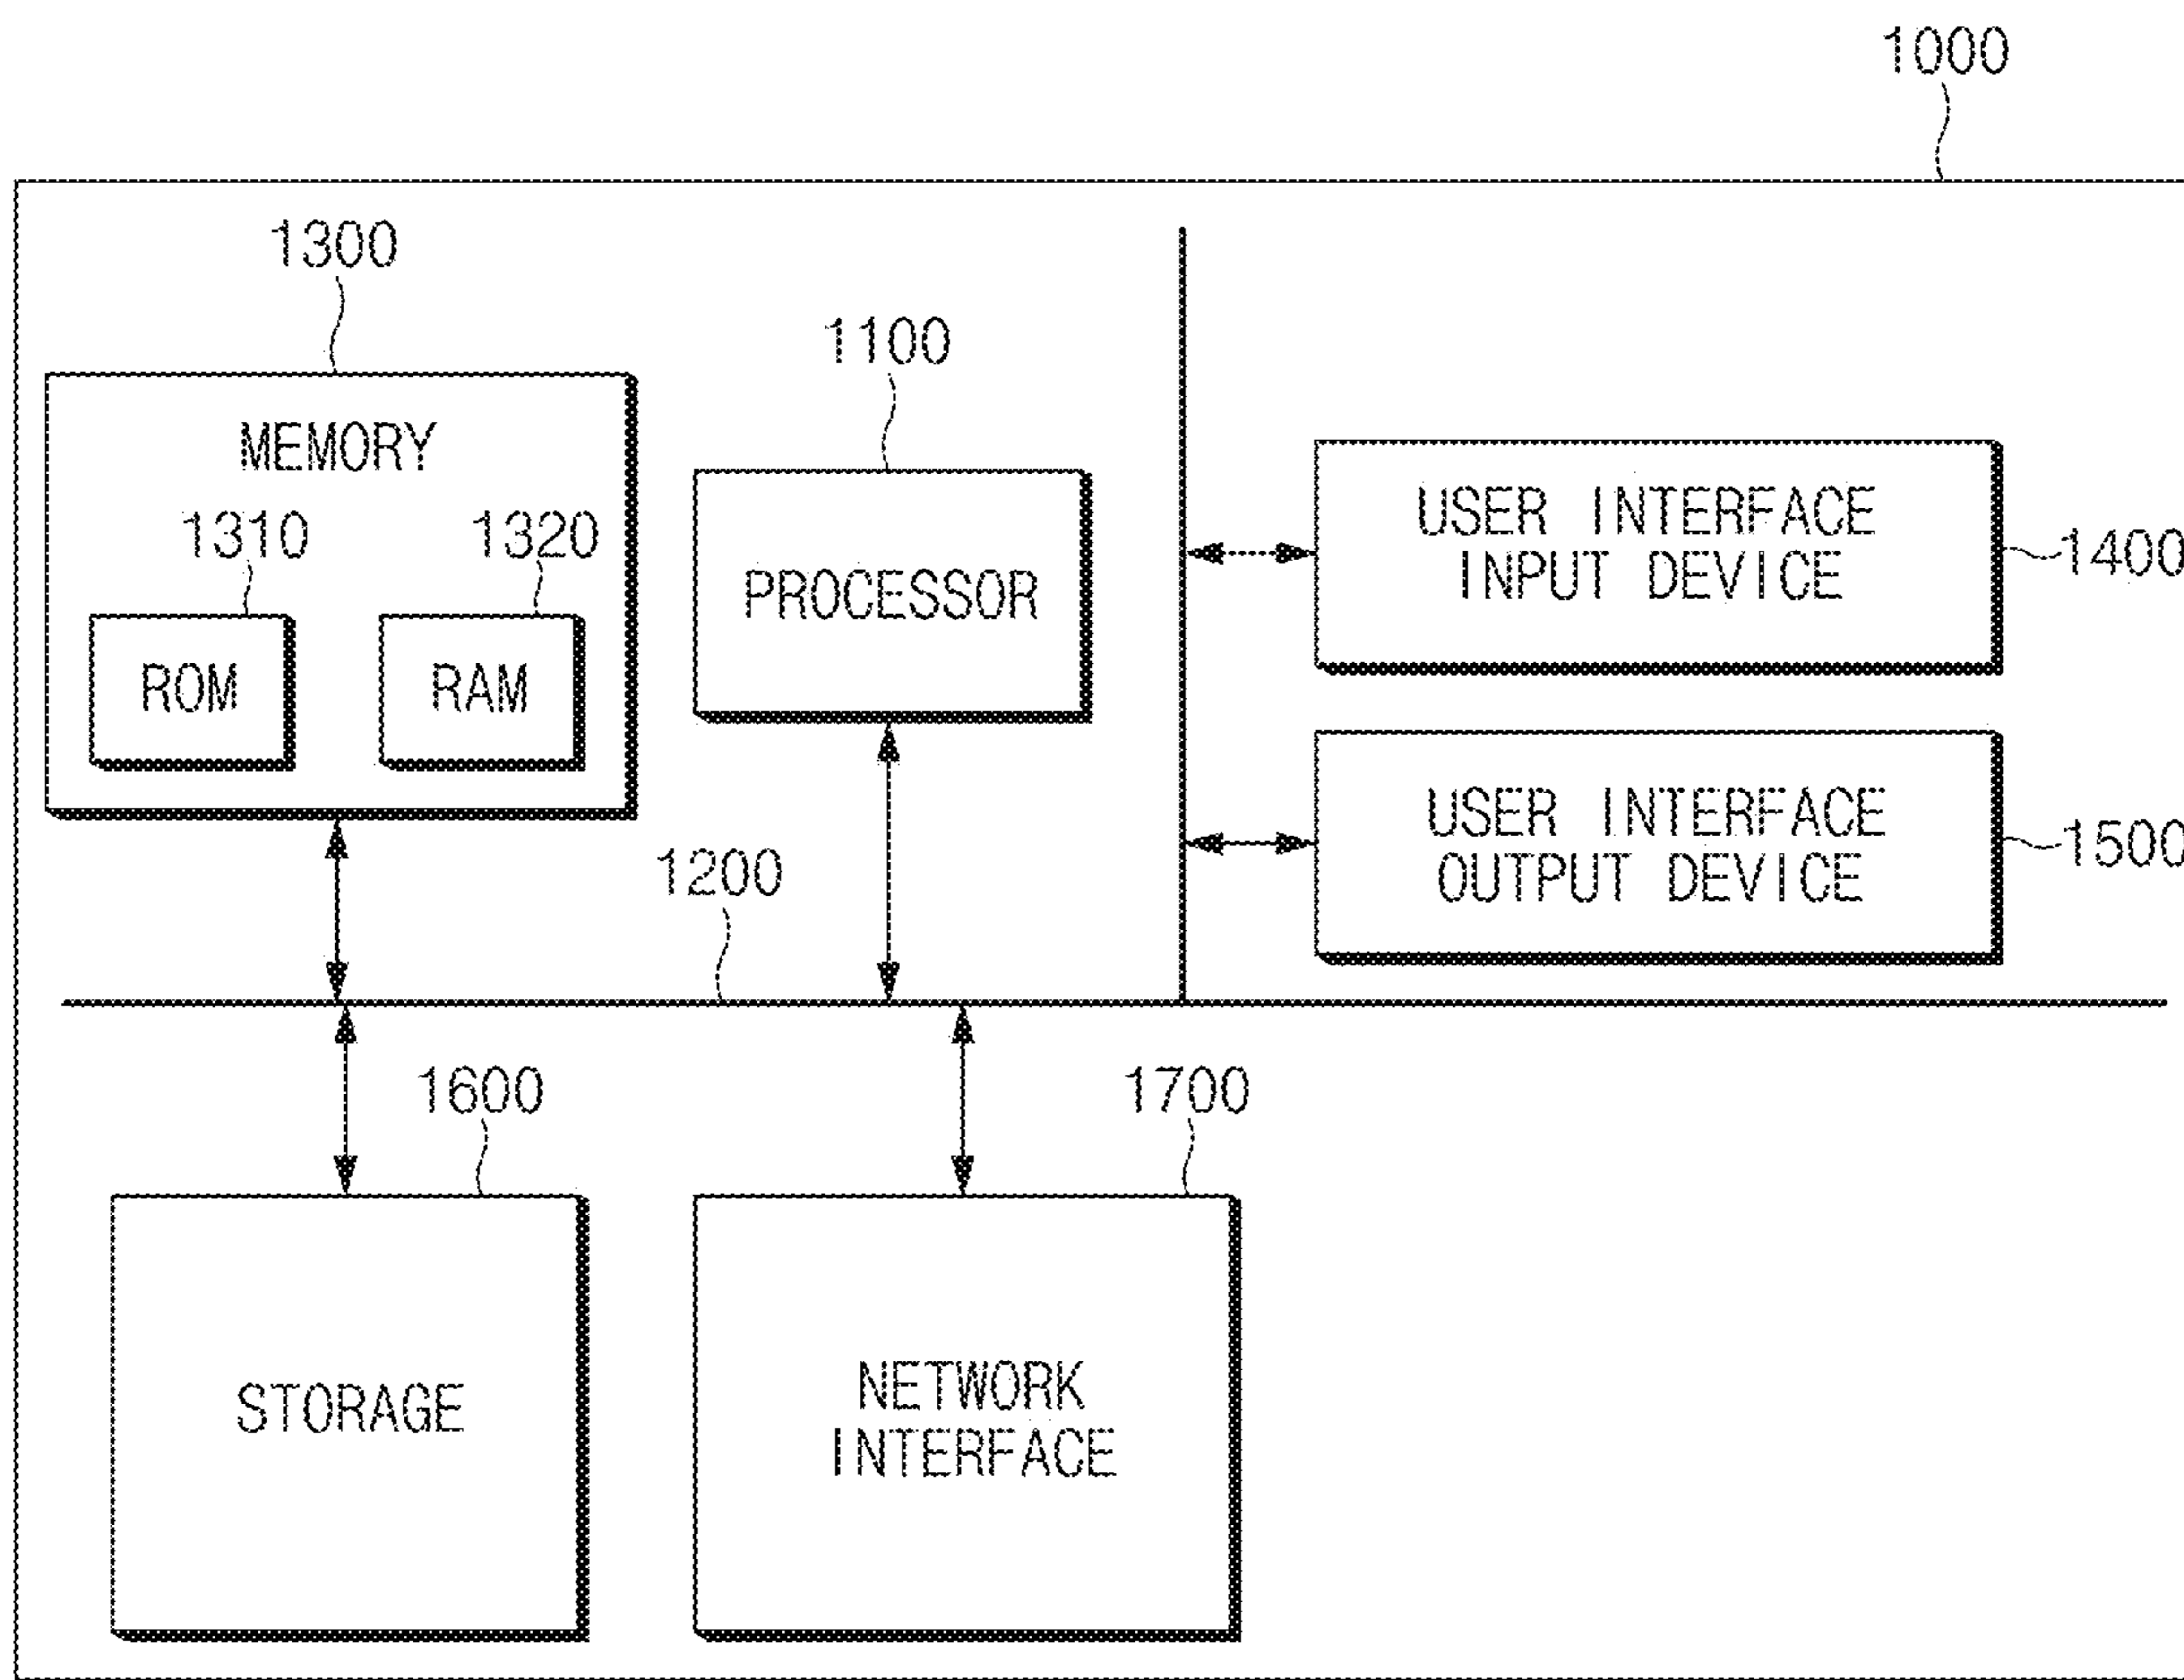 1000
1300
1100
MEMORY
1310
1320
ROM
RAM
PROCESSOR
USER INTERFACE
INPUT DEVICE
1400
USER INTERFACE
OUTPUT DEVICE
1500
1200
1600
1700
STORAGE
NETWORK
INTERFACE